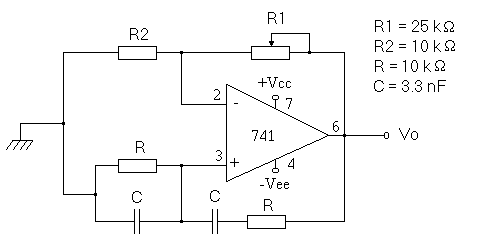 R1
R1 = 25 kΩ
R2
R2 = 10 kΩ
R = 10 kΩ
C = 3.3 nF
+Vcc
2
-
7
741
6
Vo
R
3
+
4
-Vee
C
C
R